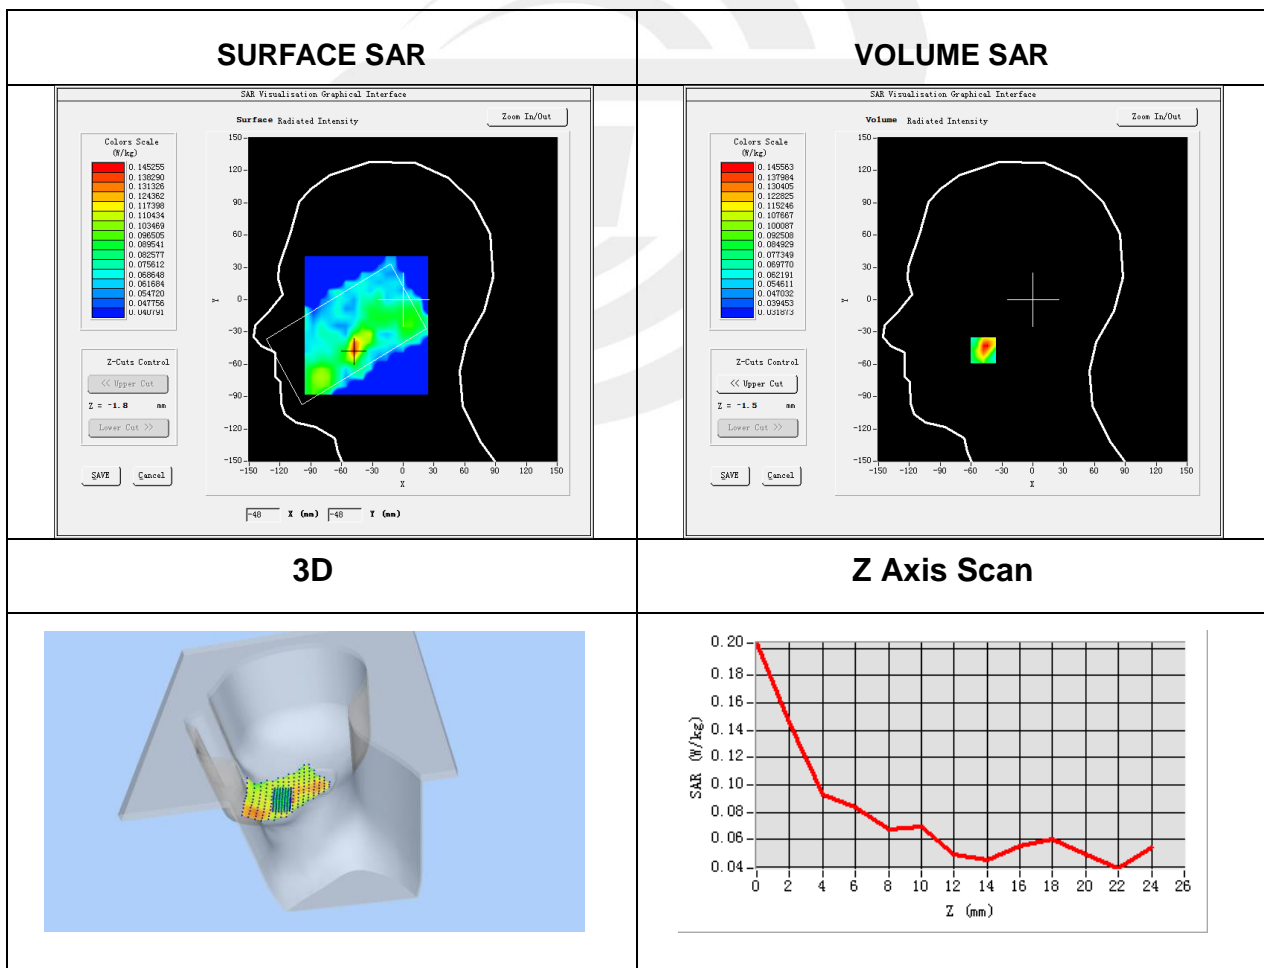 SURFACE SAR
SAR Visualisation Graphical Interface
Surface Radiated Intensity
Zoom In/Out
Colors Scale
(W/kg)
0.145255
0.138290
0.131326
0.124362
0.117398
0.110434
0.103469
0.096505
0.089541
0.082577
0.075612
0.068648
0.061684
0.054720
0.047756
0.040791
Z-Cuts Control
<< Upper Cut
Z = -1.8 mm
Lower Cut >>
SAVE Cancel
150
120
90
60
30
0
-30
-60
-90
-120
-150
Y
-150 -120 -90 -60 -30 0 30 60 90 120 150
X
-48 X (mm) -48 Y (mm)
VOLUME SAR
SAR Visualisation Graphical Interface
Volume Radiated Intensity
Zoom In/Out
Colors Scale
(W/kg)
0.145563
0.137984
0.130405
0.122825
0.115246
0.107667
0.100087
0.092508
0.084929
0.077349
0.069770
0.062191
0.054611
0.047032
0.039453
0.031873
Z-Cuts Control
<< Upper Cut
Z = -1.5 mm
Lower Cut >>
SAVE Cancel
150
120
90
60
30
0
-30
-60
-90
-120
-150
Y
-150 -120 -90 -60 -30 0 30 60 90 120 150
X
3D
Z Axis Scan
0.20
0.18
0.16
0.14
0.12
0.10
0.08
0.06
0.04
SAR (W/kg)
0 2 4 6 8 10 12 14 16 18 20 22 24 26
Z (mm)